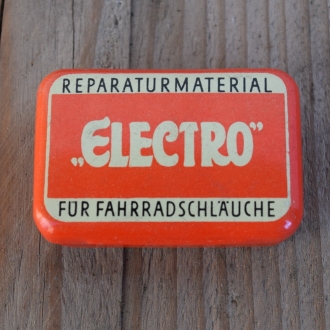 REPARATURMATERIAL
„ELECTRO”
FÜR FAHRRADSCHLÄUCHE